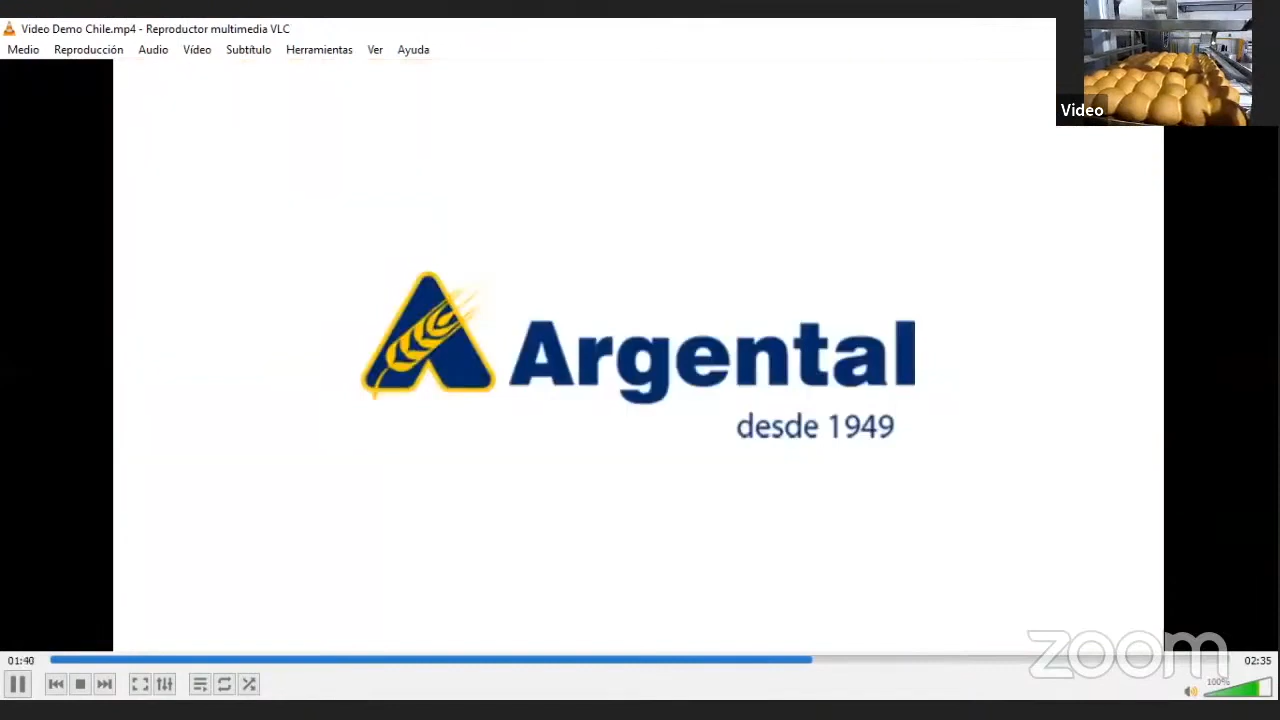 Video Demo Chile.mp4 - Reproductor multimedia VLC
Medio Reproducción Audio Vídeo Subtítulo Herramientas Ver Ayuda
Video
Argental
desde 1949
zoom
01:40
02:35
100%